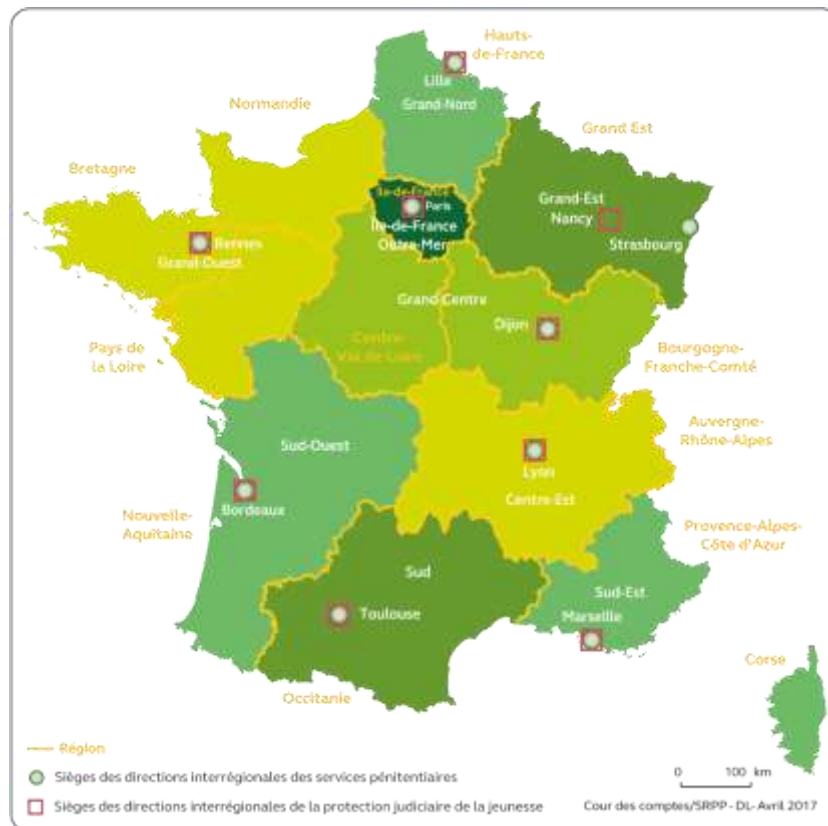 Hauts-
de-France
Lille
Grand-Nord
Normandie
Grand Est
Bretagne
Ile-de-France
Paris
Ile-de-France
Outre-Mer
Grand-Est
Nancy
Strasbourg
Rennes
Grand-Ouest
Grand-Centre
Dijon
Centre-
Val de Loire
Pays de
la Loire
Bourgogne-
Franche-Comté
Auvergne-
Rhône-Alpes
Sud-Ouest
Lyon
Centre-Est
Bordeaux
Nouvelle-
Aquitaine
Provence-Alpes-
Côte d'Azur
Sud
Sud-Est
Toulouse
Marseille
Corse
Occitanie
Région
Sièges des directions interrégionales des services pénitentiaires
0 100 km
Sièges des directions interrégionales de la protection judiciaire de la jeunesse
Cour des comptes/SRPP - DL- Avril 2017